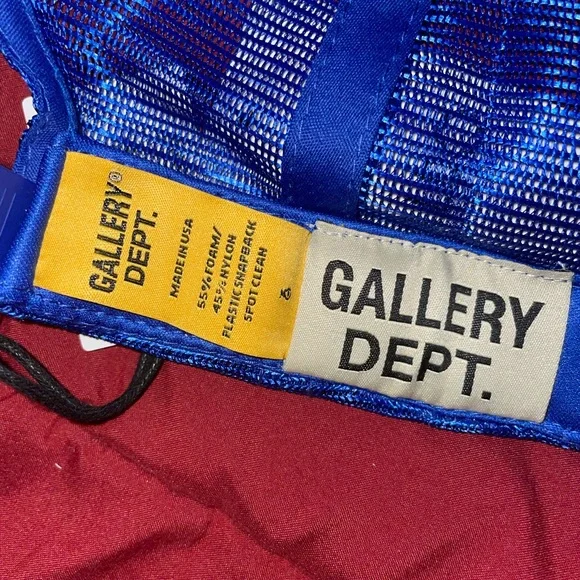 GALLERY®
DEPT.
MADE IN USA
55% FOAM/
45% NYLON
PLASTIC SNAPBACK
SPOT CLEAN
GALLERY
DEPT.